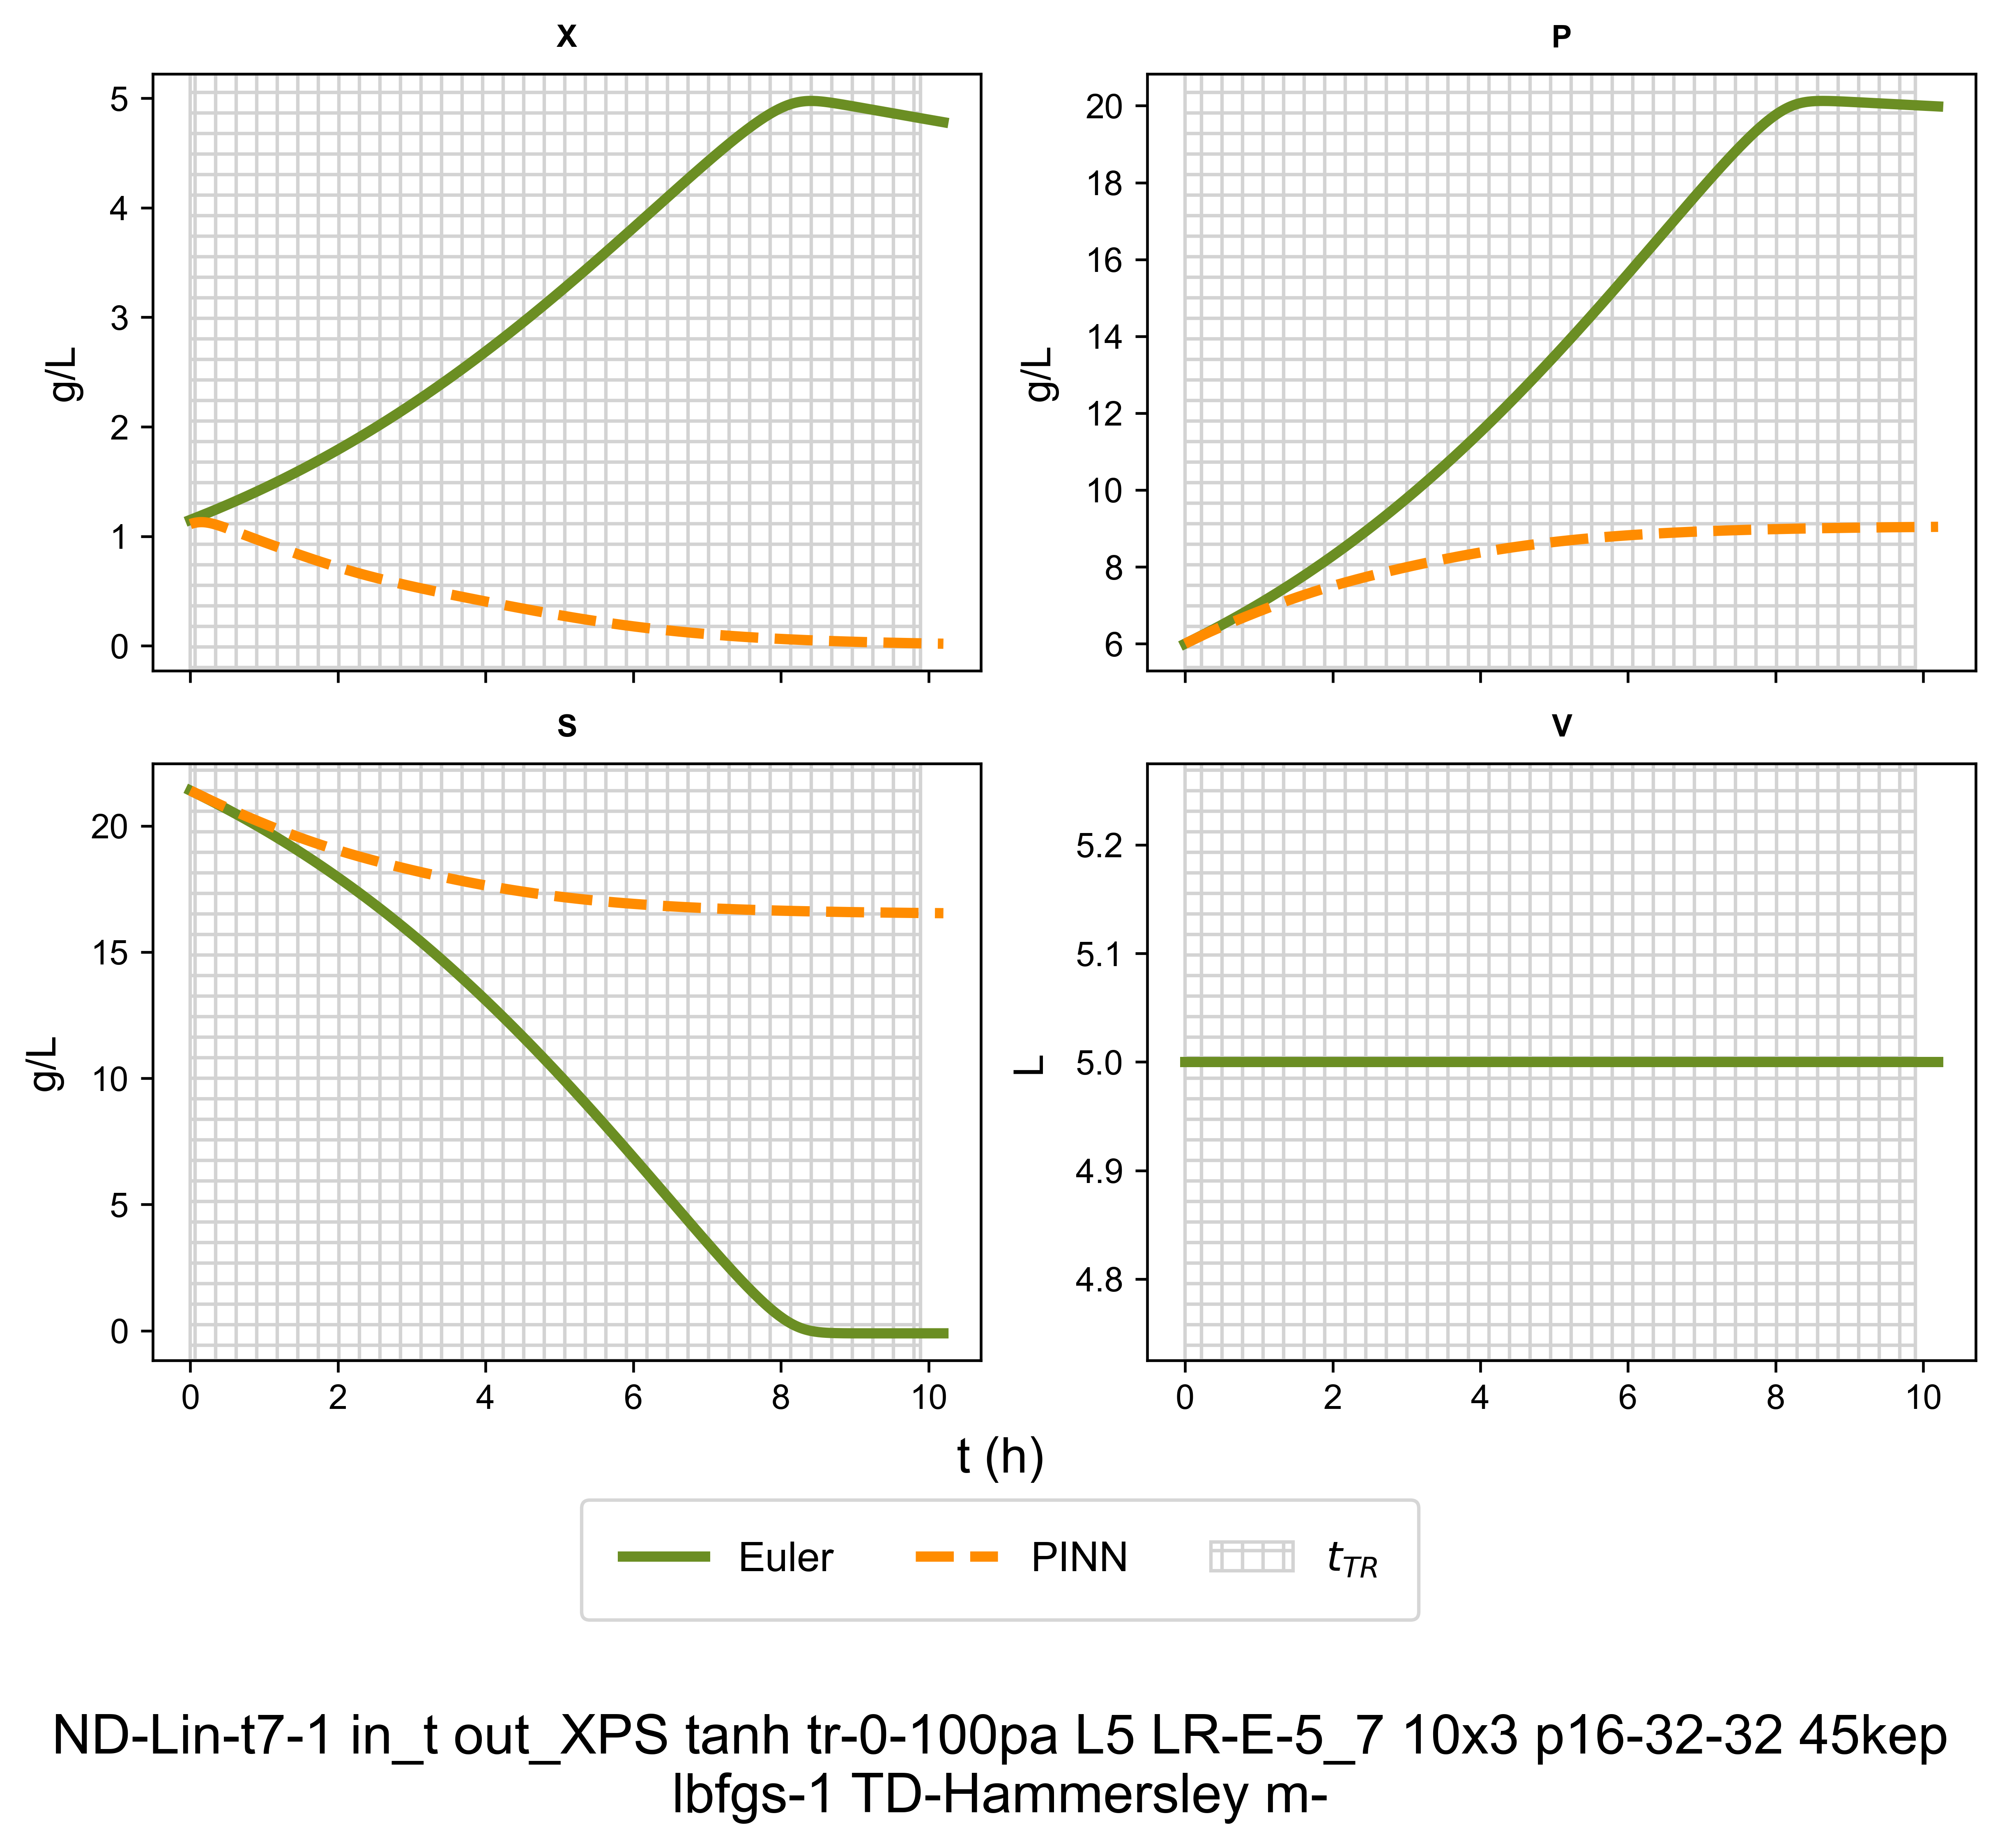 X
P
5
4
3
2
1
0
g/L
20
18
16
14
12
10
8
6
g/L
S
V
20
15
10
5
0
g/L
0
2
4
6
8
10
5.2
5.1
5.0
4.9
4.8
L
0
2
4
6
8
10
t (h)
Euler
PINN
t_TR
ND-Lin-t7-1 in_t out_XPS tanh tr-0-100pa L5 LR-E-5_7 10x3 p16-32-32 45kep
lbfgs-1 TD-Hammersley m-